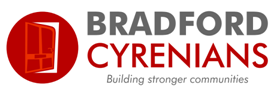 BRADFORD
CYRENIANS
Building stronger communities